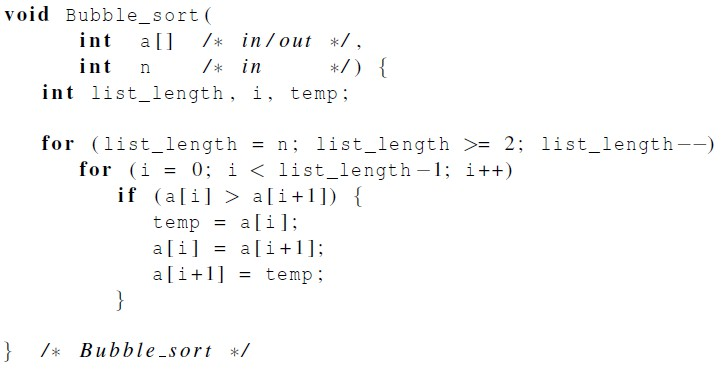 void Bubble_sort(
int a[] /* in/out */,
int n /* in */) {
int list_length, i, temp;
for (list_length = n; list_length >= 2; list_length--)
for (i = 0; i < list_length-1; i++)
if (a[i] > a[i+1]) {
temp = a[i];
a[i] = a[i+1];
a[i+1] = temp;
}
} /* Bubble_sort */